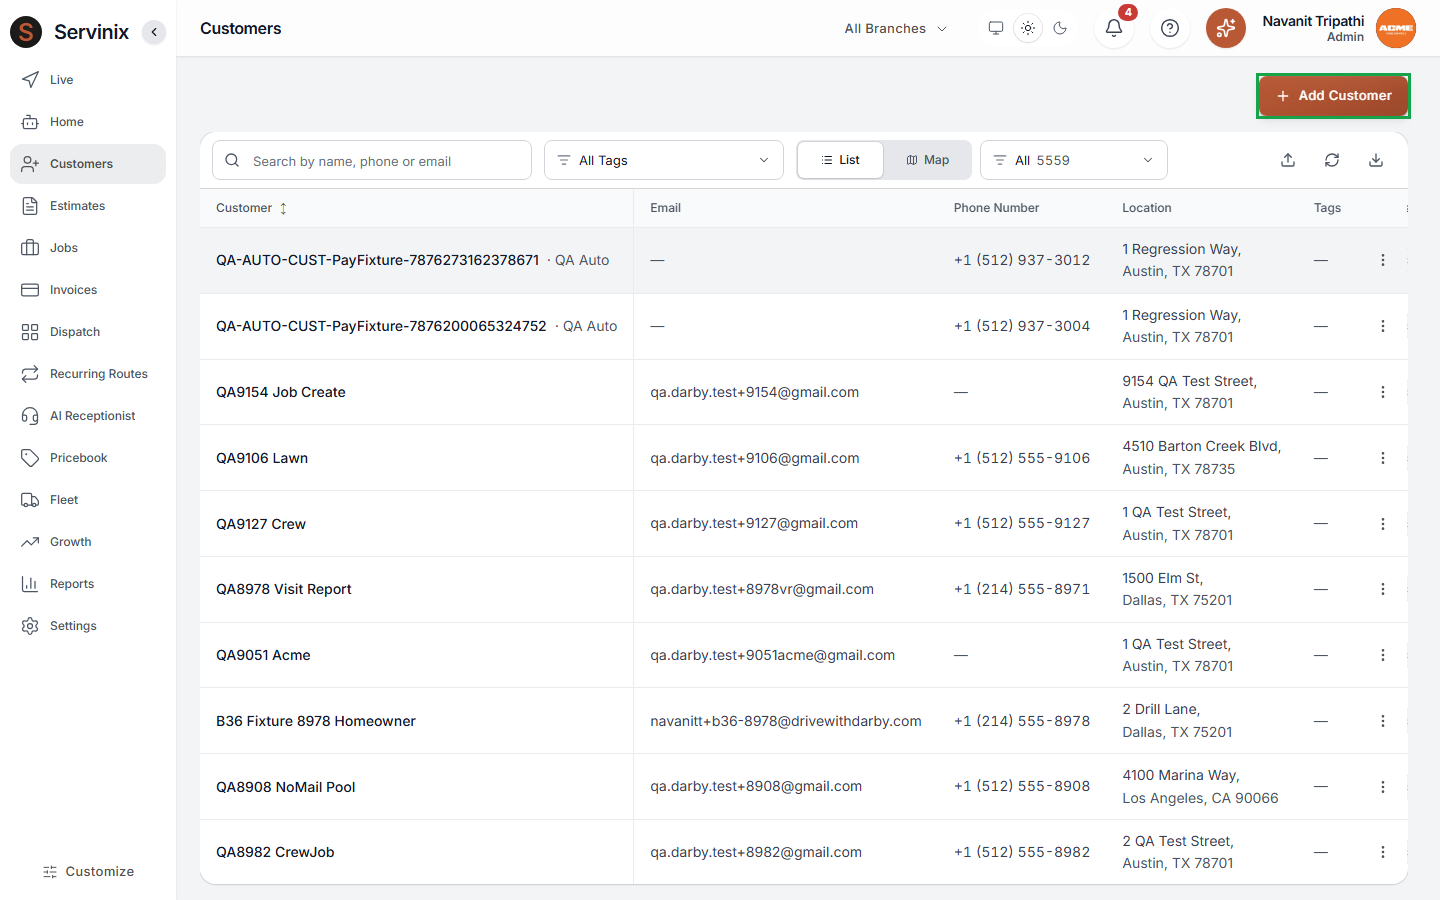 S Servinix
Customers
All Branches
4
Navanit Tripathi
Admin
ACME
Live
Home
Customers
Estimates
Jobs
Invoices
Dispatch
Recurring Routes
AI Receptionist
Pricebook
Fleet
Growth
Reports
Settings
Customize
+ Add Customer
Search by name, phone or email
All Tags
List
Map
All 5559
Customer
Email
Phone Number
Location
Tags
QA-AUTO-CUST-PayFixture-7876273162378671 · QA Auto
—
+1 (512) 937-3012
1 Regression Way,
Austin, TX 78701
—
QA-AUTO-CUST-PayFixture-7876200065324752 · QA Auto
—
+1 (512) 937-3004
1 Regression Way,
Austin, TX 78701
—
QA9154 Job Create
qa.darby.test+9154@gmail.com
—
9154 QA Test Street,
Austin, TX 78701
—
QA9106 Lawn
qa.darby.test+9106@gmail.com
+1 (512) 555-9106
4510 Barton Creek Blvd,
Austin, TX 78735
—
QA9127 Crew
qa.darby.test+9127@gmail.com
+1 (512) 555-9127
1 QA Test Street,
Austin, TX 78701
—
QA8978 Visit Report
qa.darby.test+8978vr@gmail.com
+1 (214) 555-8971
1500 Elm St,
Dallas, TX 75201
—
QA9051 Acme
qa.darby.test+9051acme@gmail.com
—
1 QA Test Street,
Austin, TX 78701
—
B36 Fixture 8978 Homeowner
navanitt+b36-8978@drivewithdarby.com
+1 (214) 555-8978
2 Drill Lane,
Dallas, TX 75201
—
QA8908 NoMail Pool
qa.darby.test+8908@gmail.com
+1 (512) 555-8908
4100 Marina Way,
Los Angeles, CA 90066
—
QA8982 CrewJob
qa.darby.test+8982@gmail.com
+1 (512) 555-8982
2 QA Test Street,
Austin, TX 78701
—